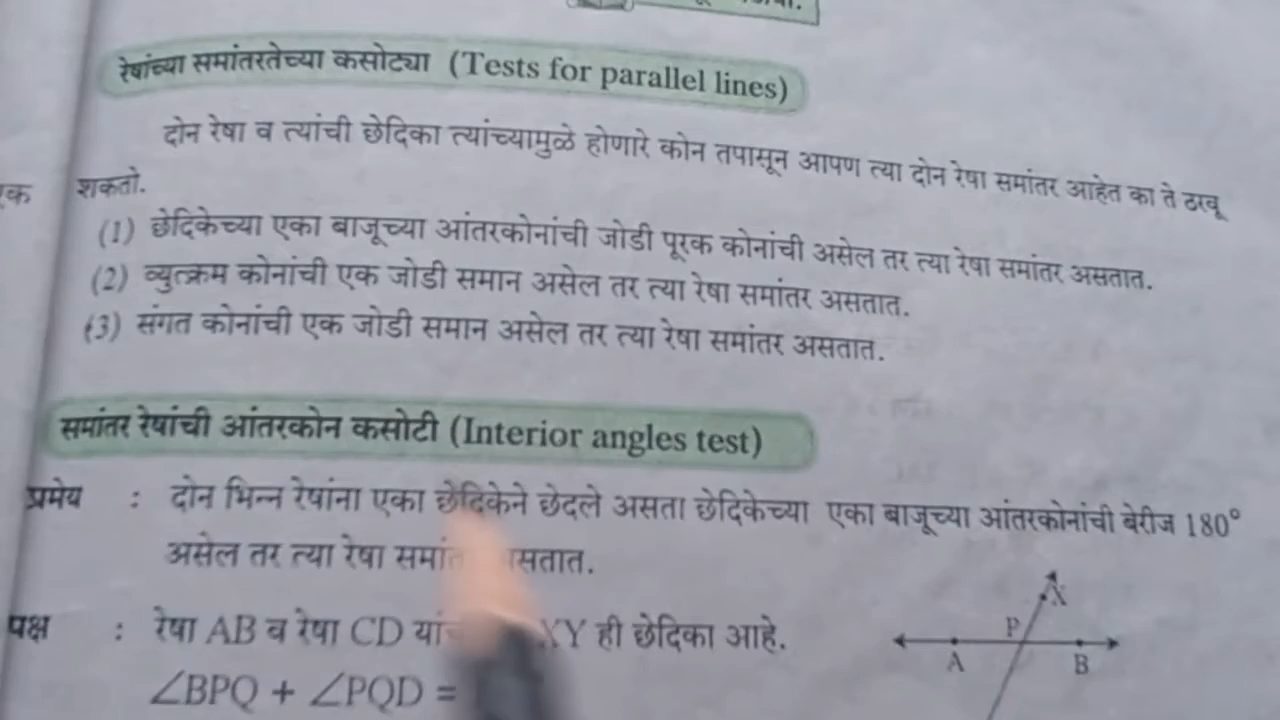 रेषांच्या समांतरतेच्या कसोट्या (Tests for parallel lines)
दोन रेषा व त्यांची छेदिका त्यांच्यामुळे होणारे कोन तपासून आपण त्या दोन रेषा समांतर आहेत का ते ठरवू
शकतो.
(1) छेदिकेच्या एका बाजूच्या आंतरकोनांची जोडी पूरक कोनांची असेल तर त्या रेषा समांतर असतात.
(2) व्युत्क्रम कोनांची एक जोडी समान असेल तर त्या रेषा समांतर असतात.
(3) संगत कोनांची एक जोडी समान असेल तर त्या रेषा समांतर असतात.
समांतर रेषांची आंतरकोन कसोटी (Interior angles test)
प्रमेय : दोन भिन्न रेषांना एका छेदिकेने छेदले असता छेदिकेच्या एका बाजूच्या आंतरकोनांची बेरीज 180°
असेल तर त्या रेषा
पक्ष : रेषा AB व रेषा CD XY ही छेदिका आहे.
∠BPQ + ∠PQD =
X
P
A
B